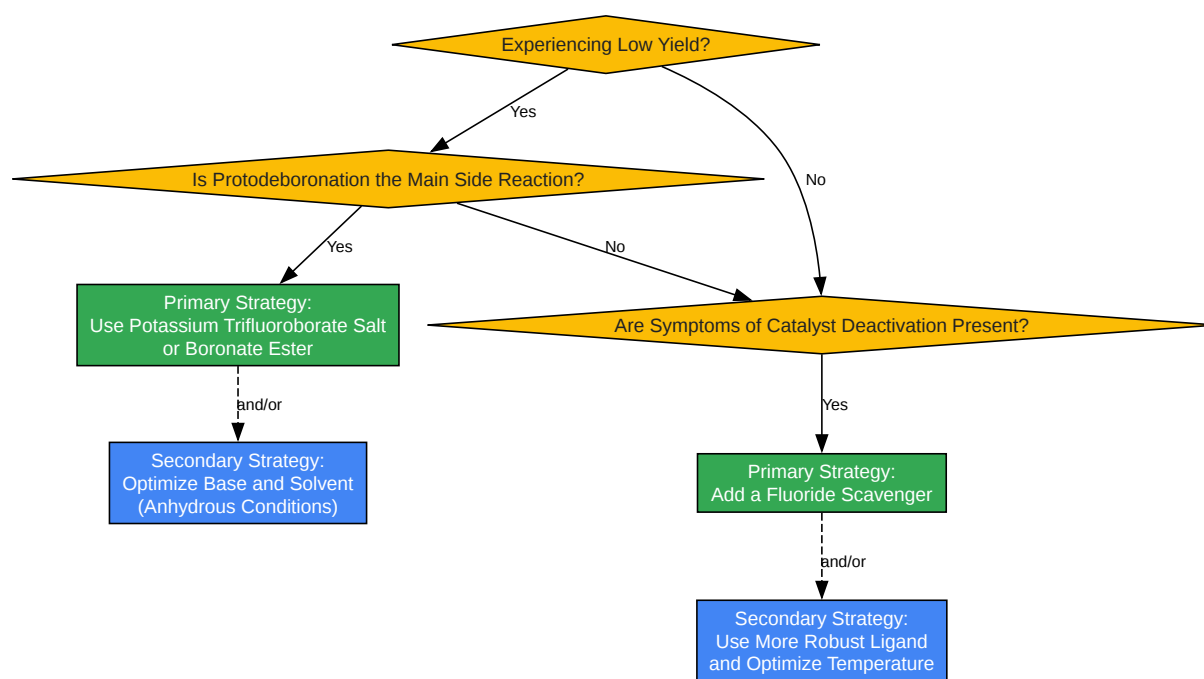 Experiencing Low Yield?
Yes
No
Is Protodeboronation the Main Side Reaction?
Yes
No
Primary Strategy:
Use Potassium Trifluoroborate Salt
or Boronate Ester
Are Symptoms of Catalyst Deactivation Present?
and/or
Yes
Secondary Strategy:
Optimize Base and Solvent
(Anhydrous Conditions)
Primary Strategy:
Add a Fluoride Scavenger
and/or
Secondary Strategy:
Use More Robust Ligand
and Optimize Temperature